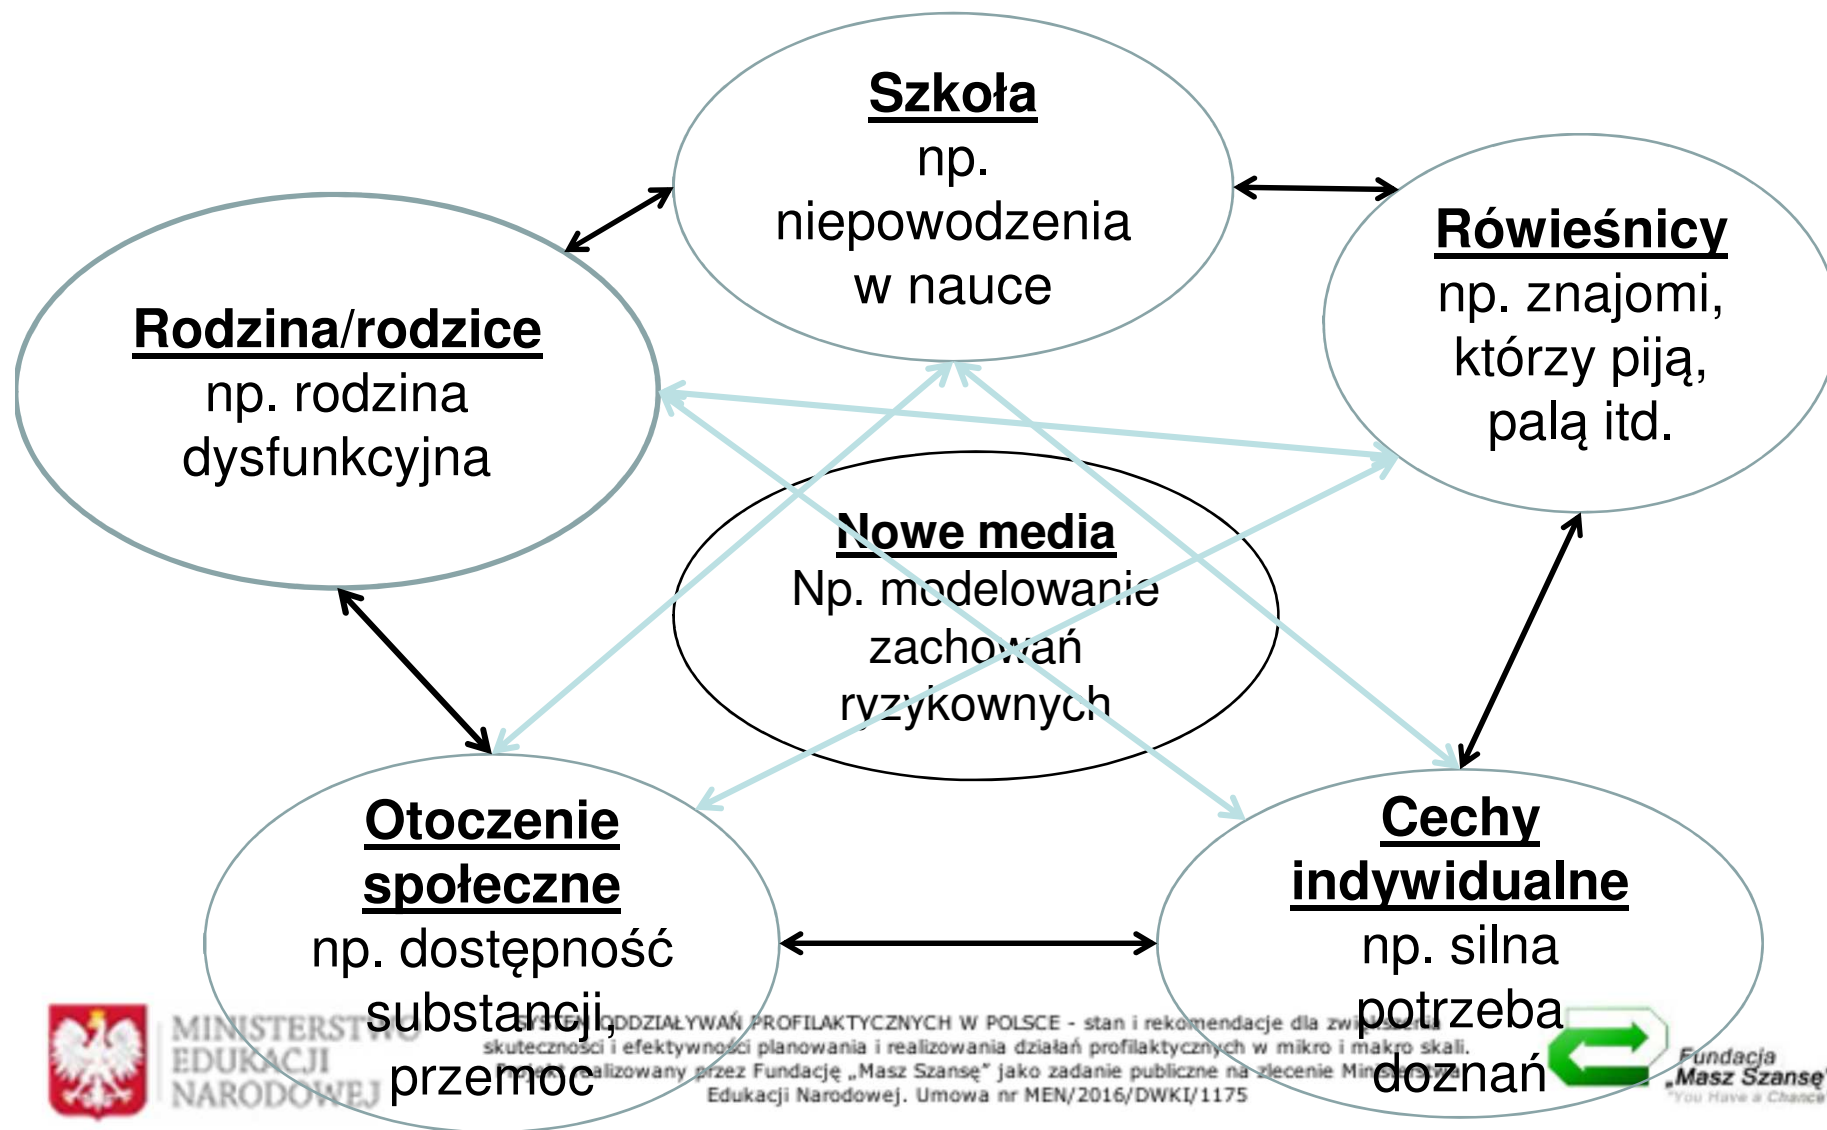 Szkoła
np.
niepowodzenia
w nauce
Rówieśnicy
np. znajomi,
którzy piją,
palą itd.
Rodzina/rodzice
np. rodzina
dysfunkcyjna
Nowe media
Np. modelowanie
zachowań
ryzykownych
Otoczenie
społeczne
np. dostępność
substancji,
przemoc
Cechy
indywidualne
np. silna
potrzeba
doznań
MINISTERSTWO
EDUKACJI
NARODOWEJ
SYSTEM ODDZIAŁYWAŃ PROFILAKTYCZNYCH W POLSCE - stan i rekomendacje dla zwiększenia
skuteczności i efektywności planowania i realizowania działań profilaktycznych w mikro i makro skali.
Projekt realizowany przez Fundację „Masz Szansę" jako zadanie publiczne na zlecenie Ministerstwa
Edukacji Narodowej. Umowa nr MEN/2016/DWKI/1175
Fundacja
„Masz Szansę"
"You Have a Chance"